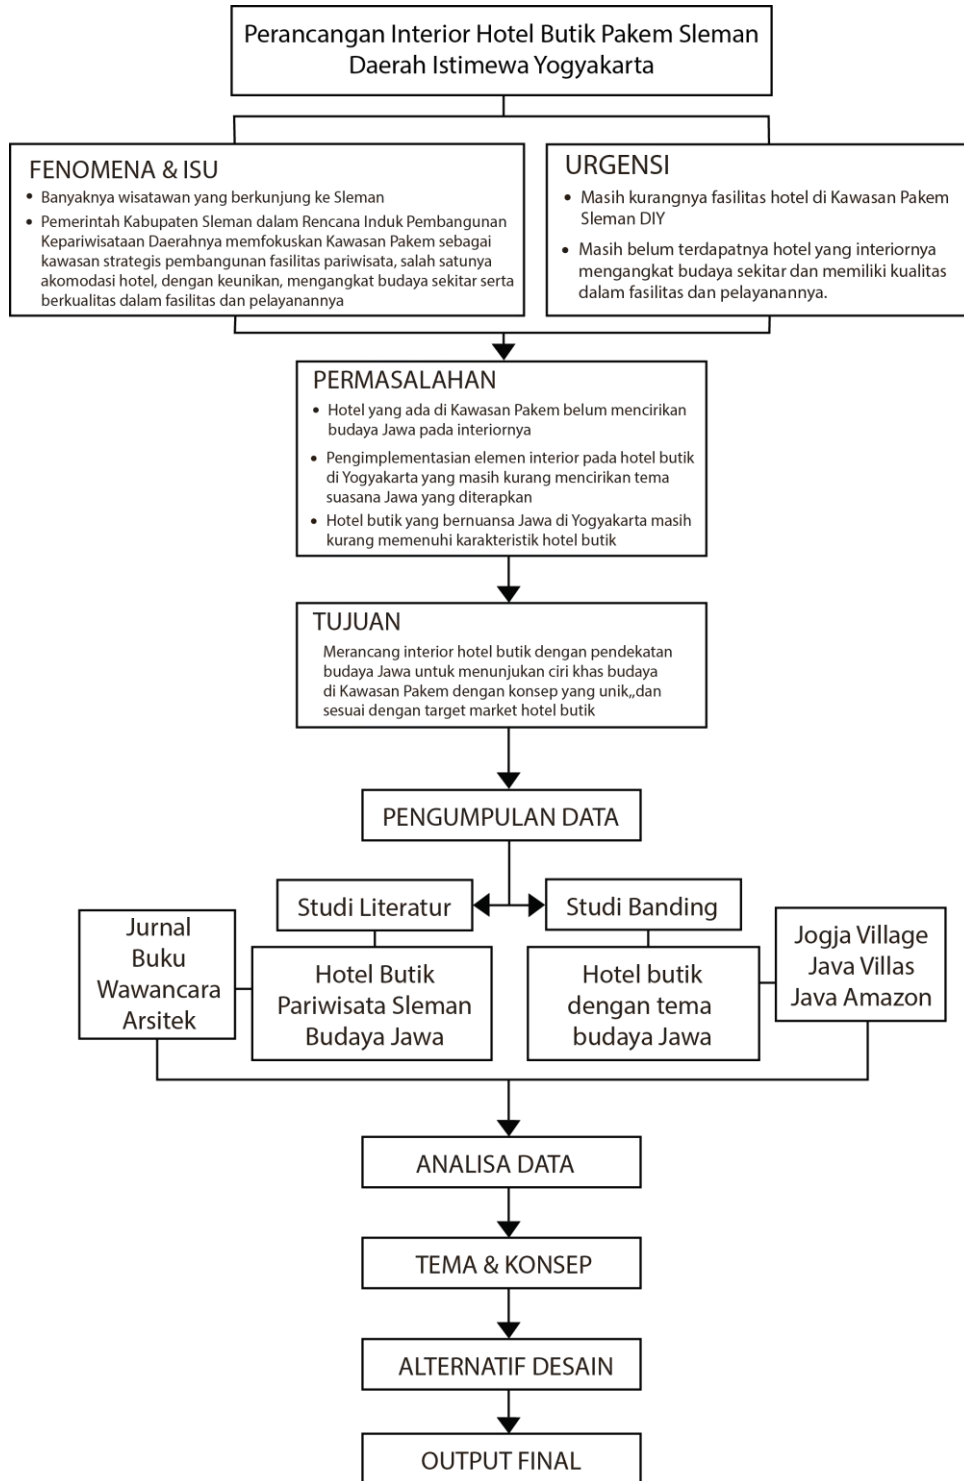 Perancangan Interior Hotel Butik Pakem Sleman
Daerah Istimewa Yogyakarta
FENOMENA & ISU
• Banyaknya wisatawan yang berkunjung ke Sleman
• Pemerintah Kabupaten Sleman dalam Rencana Induk Pembangunan
Kepariwisataan Daerahnya memfokuskan Kawasan Pakem sebagai
kawasan strategis pembangunan fasilitas pariwisata, salah satunya
akomodasi hotel, dengan keunikan, mengangkat budaya sekitar serta
berkualitas dalam fasilitas dan pelayanannya
URGENSI
• Masih kurangnya fasilitas hotel di Kawasan Pakem
Sleman DIY
• Masih belum terdapatnya hotel yang interiornya
mengangkat budaya sekitar dan memiliki kualitas
dalam fasilitas dan pelayanannya.
PERMASALAHAN
• Hotel yang ada di Kawasan Pakem belum mencirikan
budaya Jawa pada interiornya
• Pengimplementasian elemen interior pada hotel butik
di Yogyakarta yang masih kurang mencirikan tema
suasana Jawa yang diterapkan
• Hotel butik yang bernuansa Jawa di Yogyakarta masih
kurang memenuhi karakteristik hotel butik
TUJUAN
Merancang interior hotel butik dengan pendekatan
budaya Jawa untuk menunjukan ciri khas budaya
di Kawasan Pakem dengan konsep yang unik,,dan
sesuai dengan target market hotel butik
PENGUMPULAN DATA
Studi Literatur
Studi Banding
Jurnal
Buku
Wawancara
Arsitek
Hotel Butik
Pariwisata Sleman
Budaya Jawa
Hotel butik
dengan tema
budaya Jawa
Jogja Village
Java Villas
Java Amazon
ANALISA DATA
TEMA & KONSEP
ALTERNATIF DESAIN
OUTPUT FINAL